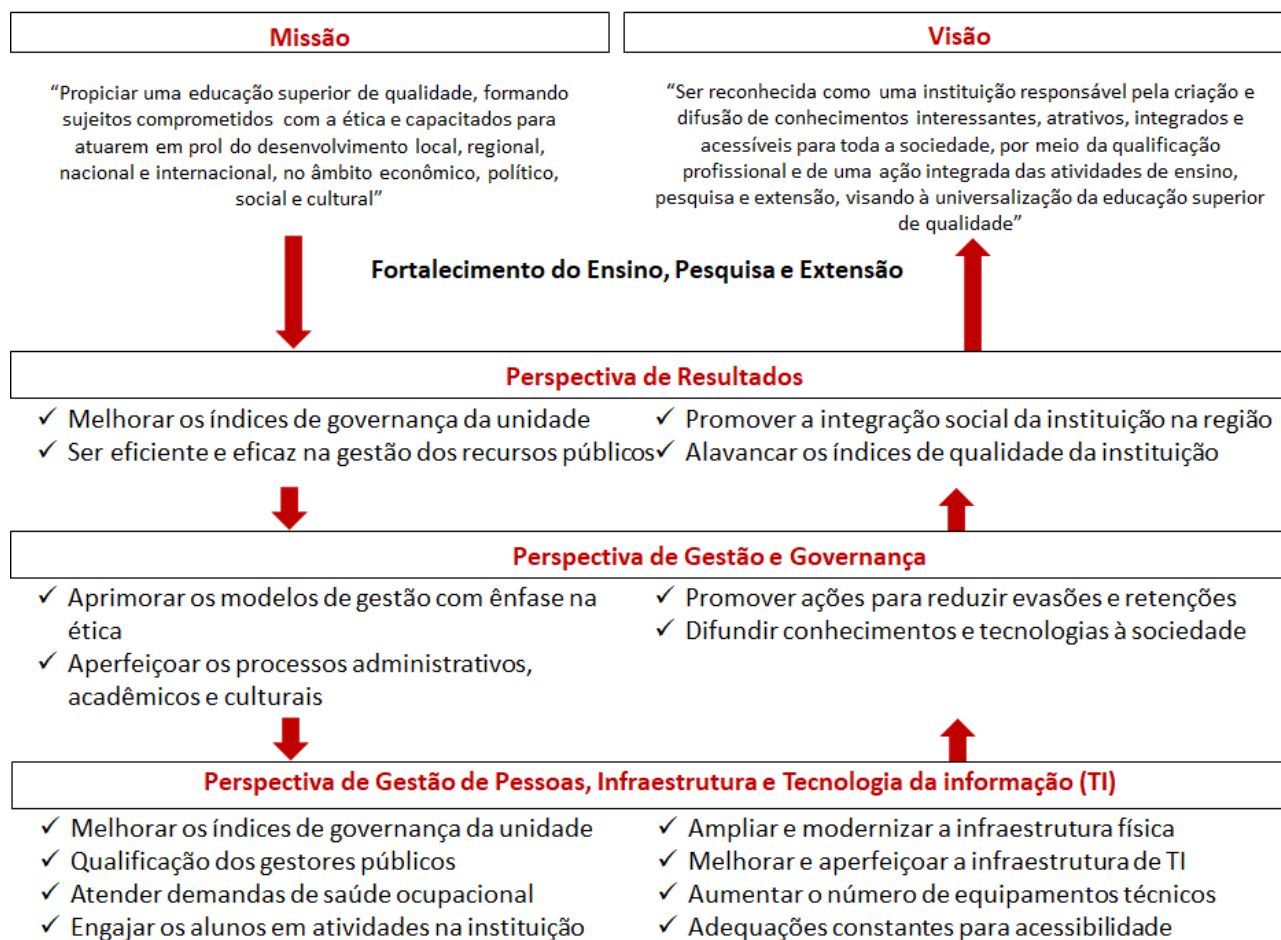 Missão
“Propiciar uma educação superior de qualidade, formando
sujeitos comprometidos com a ética e capacitados para
atuarem em prol do desenvolvimento local, regional,
nacional e internacional, no âmbito econômico, político,
social e cultural”
Visão
“Ser reconhecida como uma instituição responsável pela criação e
difusão de conhecimentos interessantes, atrativos, integrados e
acessíveis para toda a sociedade, por meio da qualificação
profissional e de uma ação integrada das atividades de ensino,
pesquisa e extensão, visando à universalização da educação superior
de qualidade”
Fortalecimento do Ensino, Pesquisa e Extensão
Perspectiva de Resultados
✓ Melhorar os índices de governança da unidade
✓ Ser eficiente e eficaz na gestão dos recursos públicos
✓ Promover a integração social da instituição na região
✓ Alavancar os índices de qualidade da instituição
Perspectiva de Gestão e Governança
✓ Aprimorar os modelos de gestão com ênfase na
ética
✓ Aperfeiçoar os processos administrativos,
acadêmicos e culturais
✓ Promover ações para reduzir evasões e retenções
✓ Difundir conhecimentos e tecnologias à sociedade
Perspectiva de Gestão de Pessoas, Infraestrutura e Tecnologia da informação (TI)
✓ Melhorar os índices de governança da unidade
✓ Qualificação dos gestores públicos
✓ Atender demandas de saúde ocupacional
✓ Engajar os alunos em atividades na instituição
✓ Ampliar e modernizar a infraestrutura física
✓ Melhorar e aperfeiçoar a infraestrutura de TI
✓ Aumentar o número de equipamentos técnicos
✓ Adequações constantes para acessibilidade